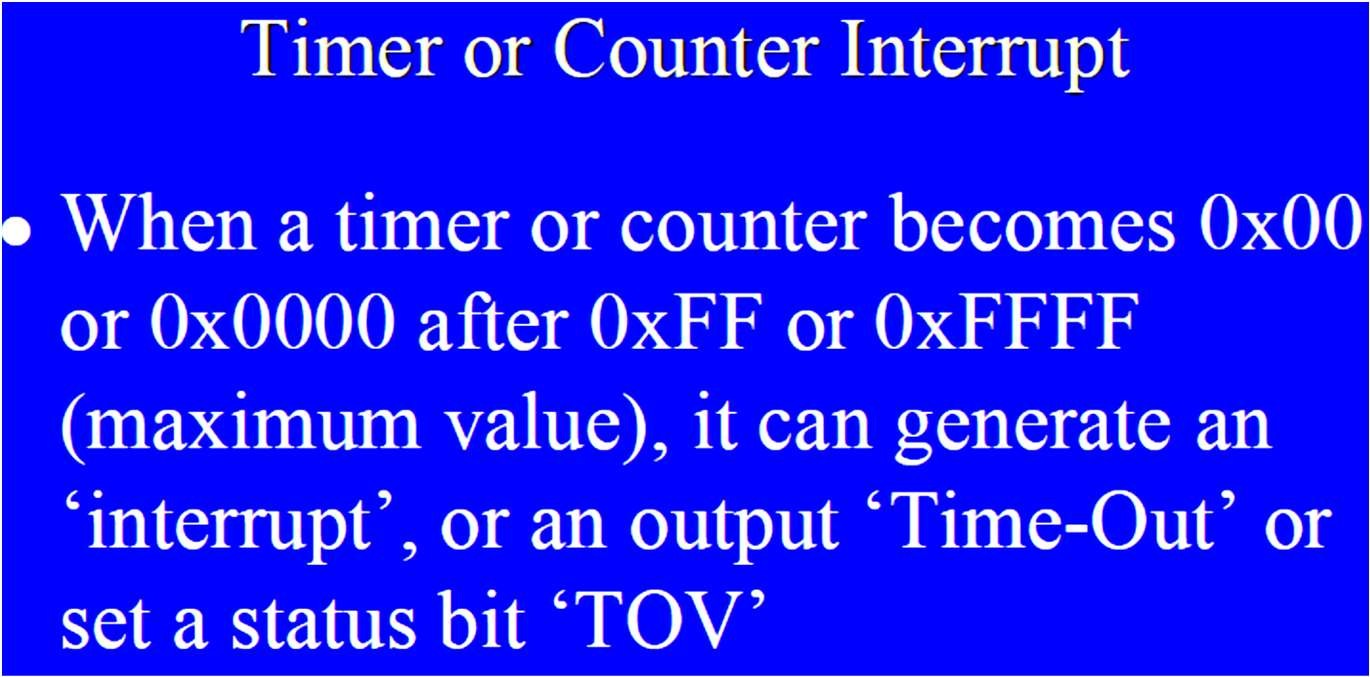 Timer or Counter Interrupt
• When a timer or counter becomes 0x00
or 0x0000 after 0xFF or 0xFFFF
(maximum value), it can generate an
‘interrupt’, or an output ‘Time-Out’ or
set a status bit ‘TOV’